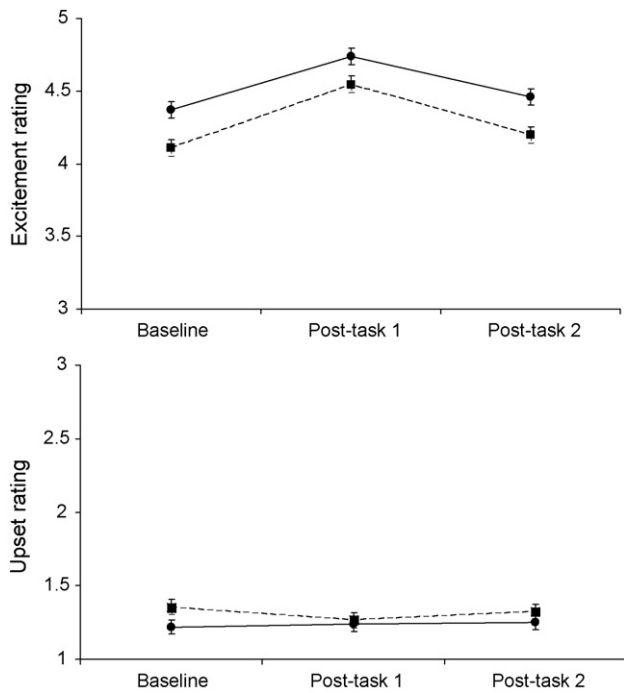 5
4.5
4
3.5
3
Excitement rating
Baseline
Post-task 1
Post-task 2
3
2.5
2
1.5
1
Upset rating
Baseline
Post-task 1
Post-task 2